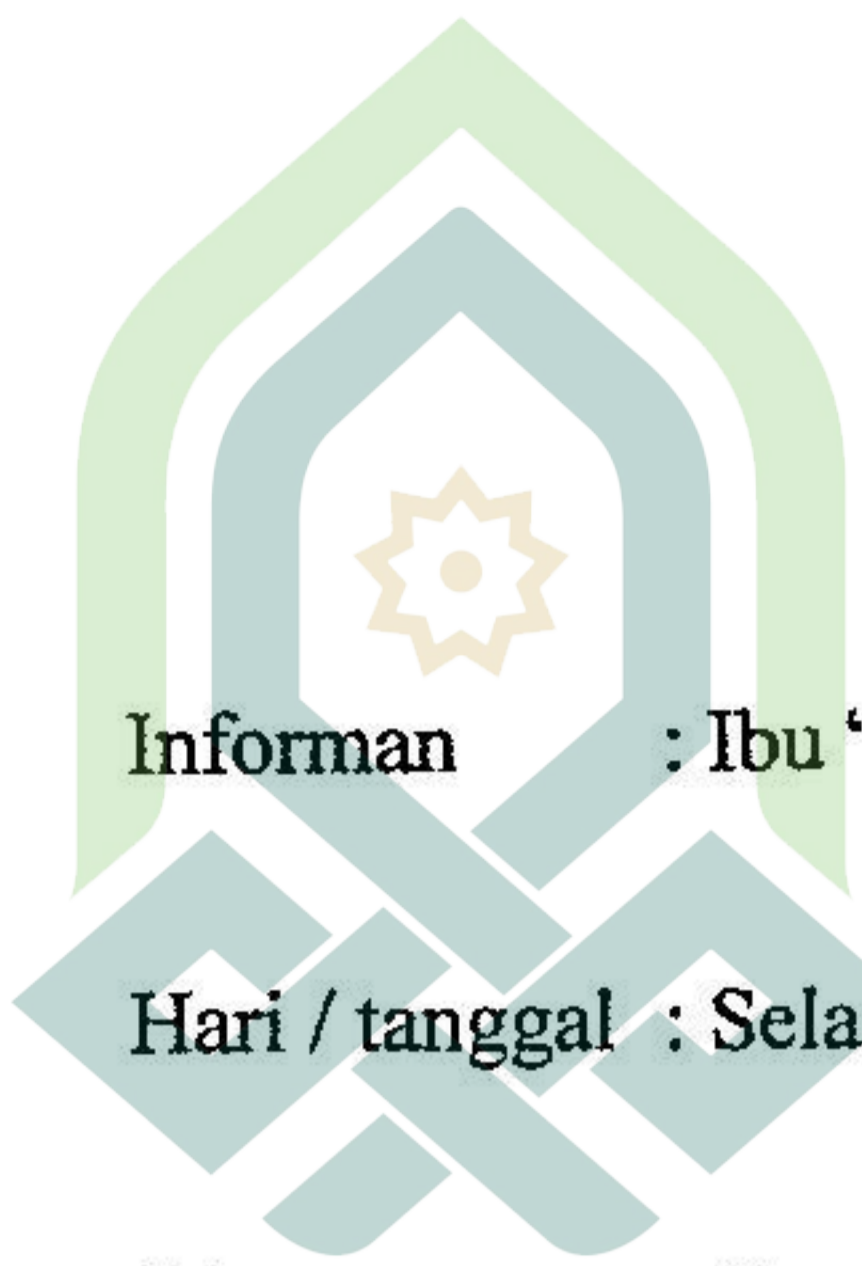 Informan : Ibu “
Hari / tanggal : Sela